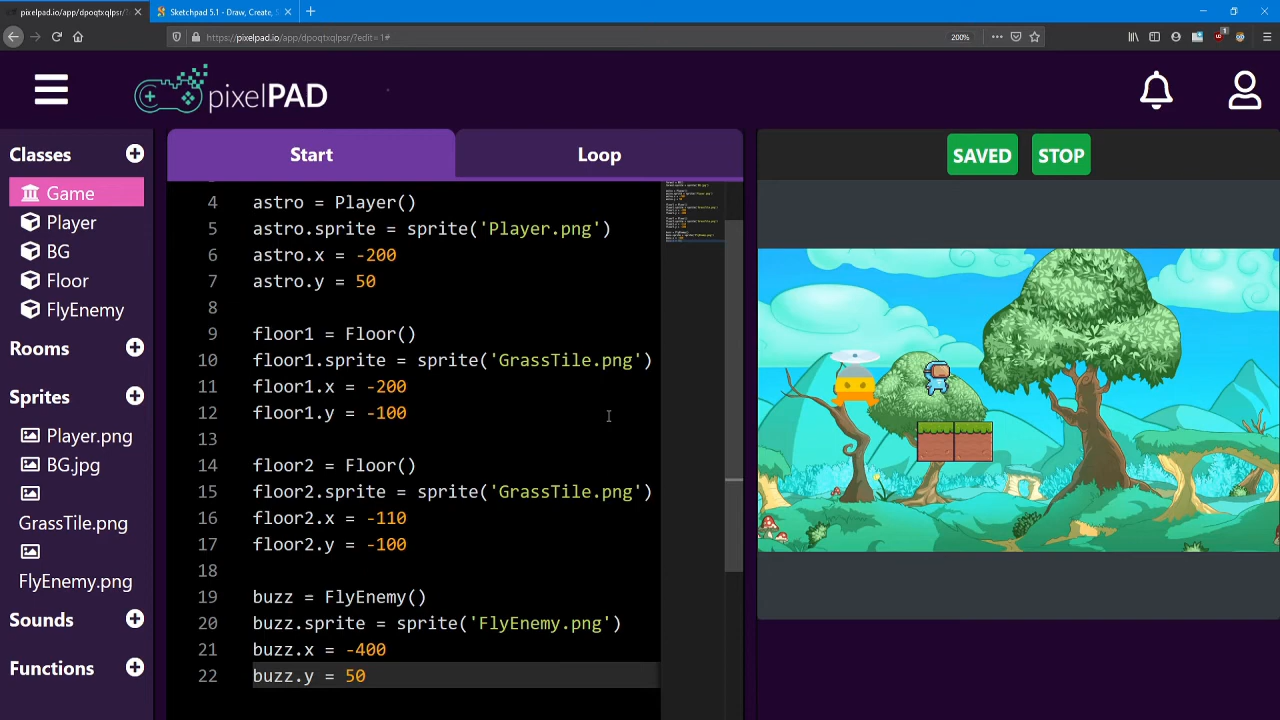 pixelpad.io/app/dpoqtxqlpsr/?
Sketchpad 5.1 - Draw, Create,
https://pixelpad.io/app/dpoqtxqlpsr/?edit=1#
200%
pixelPAD
Classes
Game
Player
BG
Floor
FlyEnemy
Rooms
Sprites
Player.png
BG.jpg
GrassTile.png
FlyEnemy.png
Sounds
Functions
Start
Loop
4 astro = Player()
5 astro.sprite = sprite('Player.png')
6 astro.x = -200
7 astro.y = 50
8
9 floor1 = Floor()
10 floor1.sprite = sprite('GrassTile.png')
11 floor1.x = -200
12 floor1.y = -100
13
14 floor2 = Floor()
15 floor2.sprite = sprite('GrassTile.png')
16 floor2.x = -110
17 floor2.y = -100
18
19 buzz = FlyEnemy()
20 buzz.sprite = sprite('FlyEnemy.png')
21 buzz.x = -400
22 buzz.y = 50
SAVED
STOP